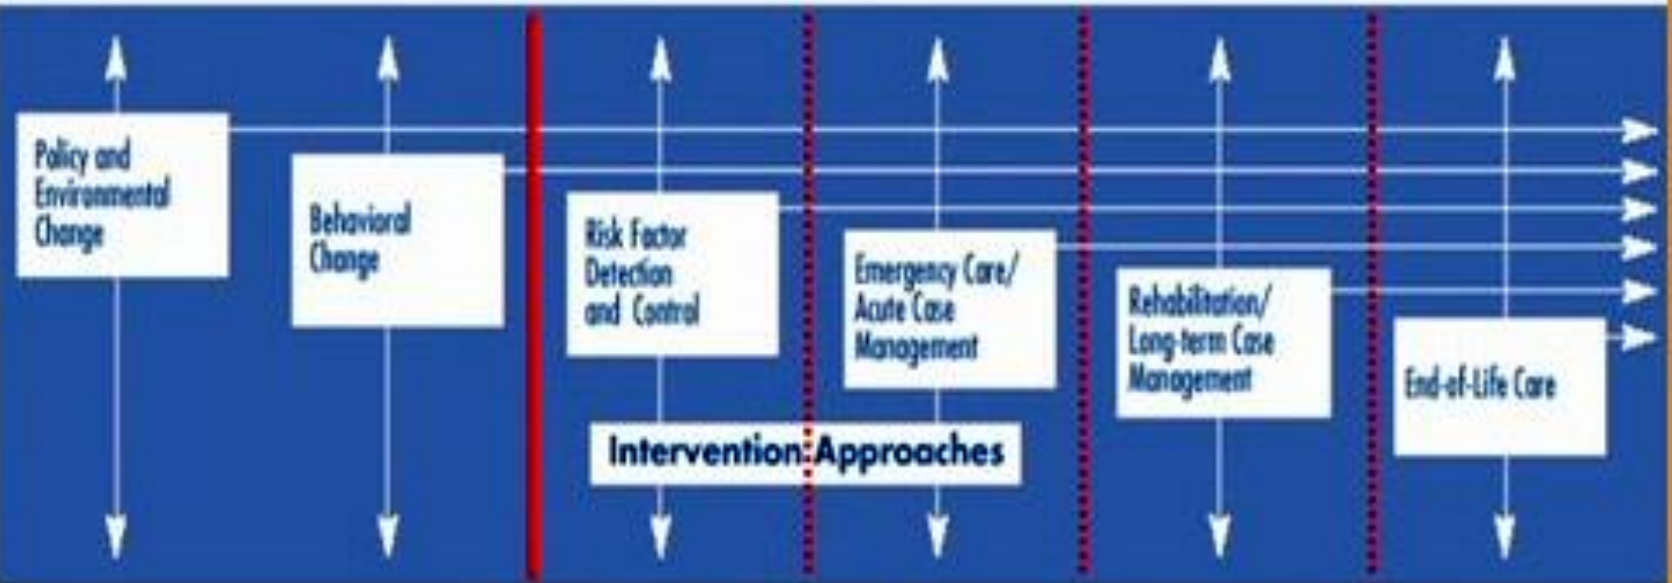 Policy and
Environmental
Change
Behavioral
Change
Risk Factor
Detection
and Control
Emergency Care/
Acute Case
Management
Rehabilitation/
Long-term Case
Management
End-of-Life Care
Intervention Approaches